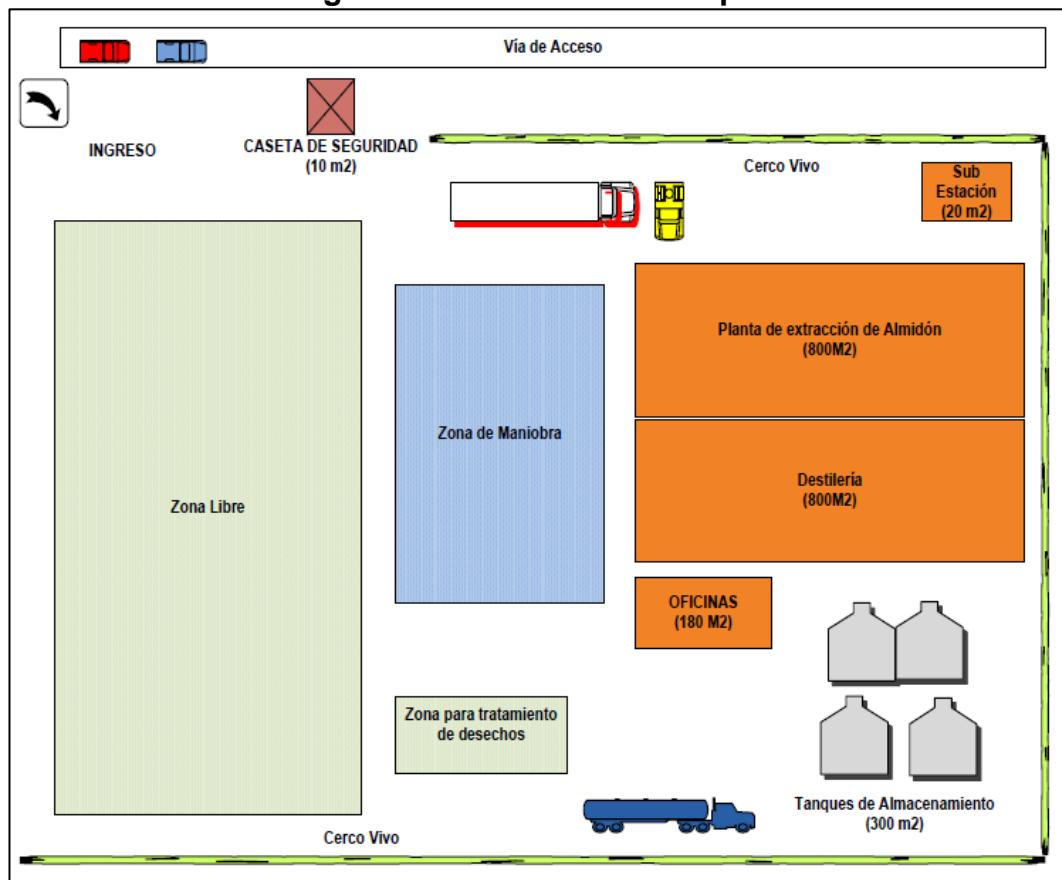 Vía de Acceso
INGRESO
CASETA DE SEGURIDAD
(10 m2)
Cerco Vivo
Sub
Estación
(20 m2)
Planta de extracción de Almidón
(800M2)
Zona de Maniobra
Destilería
(800M2)
Zona Libre
OFICINAS
(180 M2)
Zona para tratamiento
de desechos
Tanques de Almacenamiento
(300 m2)
Cerco Vivo